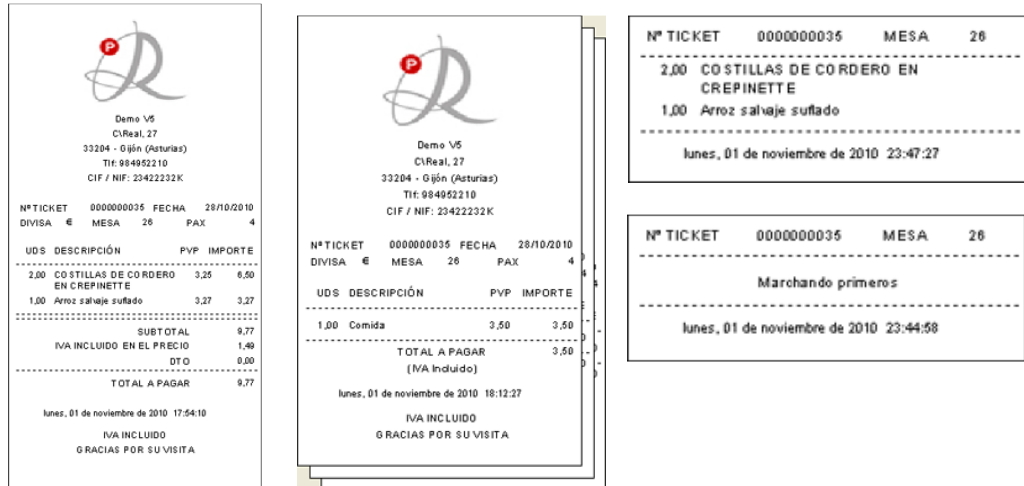 P
Demo V5
C\Real, 27
33204 - Gijón (Asturias)
Tlf: 984952210
CIF / NIF: 23422232K
NºTICKET 0000000035 FECHA 28/10/2010
DIVISA € MESA 26 PAX 4
UDS DESCRIPCIÓN PVP IMPORTE
2,00 COSTILLAS DE CORDERO 3,25 6,50
EN CREPINETTE
1,00 Arroz salvaje suflado 3,27 3,27
SUBTOTAL 9,77
IVA INCLUIDO EN EL PRECIO 1,49
DTO 0,00
TOTAL A PAGAR 9,77
lunes, 01 de noviembre de 2010 17:54:10
IVA INCLUIDO
GRACIAS POR SU VISITA
P
Demo V5
C\Real, 27
33204 - Gijón (Asturias)
Tlf: 984952210
CIF / NIF: 23422232K
NºTICKET 0000000035 FECHA 28/10/2010
DIVISA € MESA 26 PAX 4
UDS DESCRIPCIÓN PVP IMPORTE
1,00 Comida 3,50 3,50
TOTAL A PAGAR 3,50
(IVA Incluido)
lunes, 01 de noviembre de 2010 18:12:27
IVA INCLUIDO
GRACIAS POR SU VISITA
Nº TICKET 0000000035 MESA 26
2,00 COSTILLAS DE CORDERO EN
CREPINETTE
1,00 Arroz salvaje suflado
lunes, 01 de noviembre de 2010 23:47:27
Nº TICKET 0000000035 MESA 26
Marchando primeros
lunes, 01 de noviembre de 2010 23:44:58